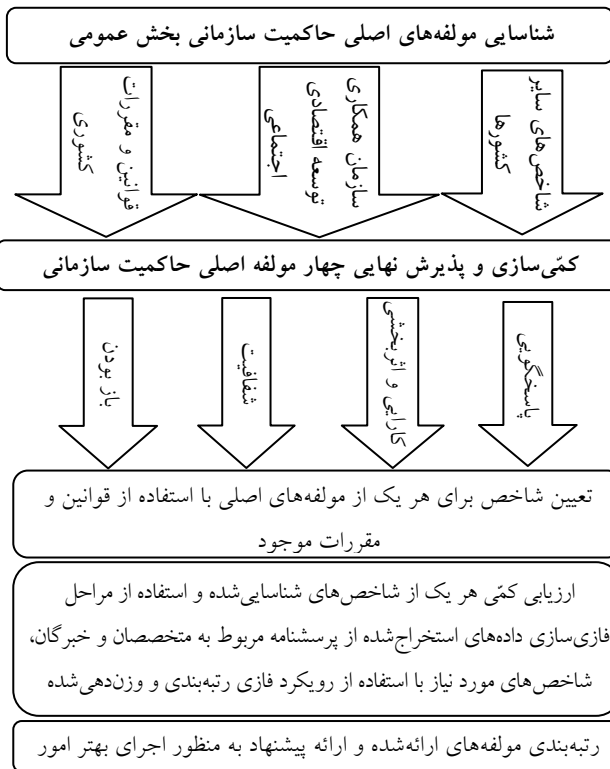 شناسایی مولفه‌های اصلی حاکمیت سازمانی بخش عمومی
شاخص‌های سایر
کشورها
سازمان همکاری
توسعه اقتصادی
اجتماعی
قوانین و مقررات
کشوری
کمّی‌سازی و پذیرش نهایی چهار مولفه اصلی حاکمیت سازمانی
پاسخگویی
کارایی و اثربخشی
شفافیت
باز بودن
تعیین شاخص برای هر یک از مولفه‌های اصلی با استفاده از قوانین و
مقررات موجود
ارزیابی کمّی هر یک از شاخص‌های شناسایی‌شده و استفاده از مراحل
فازی‌سازی داده‌های استخراج‌شده از پرسشنامه مربوط به متخصصان و خبرگان،
شاخص‌های مورد نیاز با استفاده از رویکرد فازی رتبه‌بندی و وزن‌دهی‌شده
رتبه‌بندی مولفه‌های ارائه‌شده و ارائه پیشنهاد به منظور اجرای بهتر امور